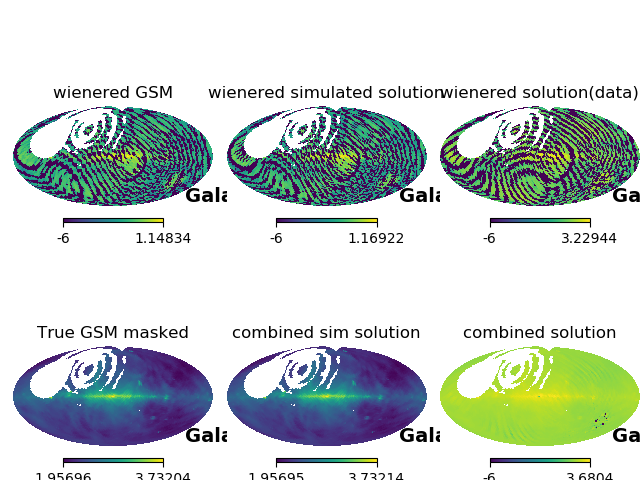 wienered GSM
wienered simulated solution
wienered solution(data)
Gala
Gala
Ga
-6 1.14834
-6 1.16922
-6 3.22944
True GSM masked
combined sim solution
combined solution
Gala
Gala
Ga
1.95696 3.73204
1.95695 3.73214
-6 3.6804